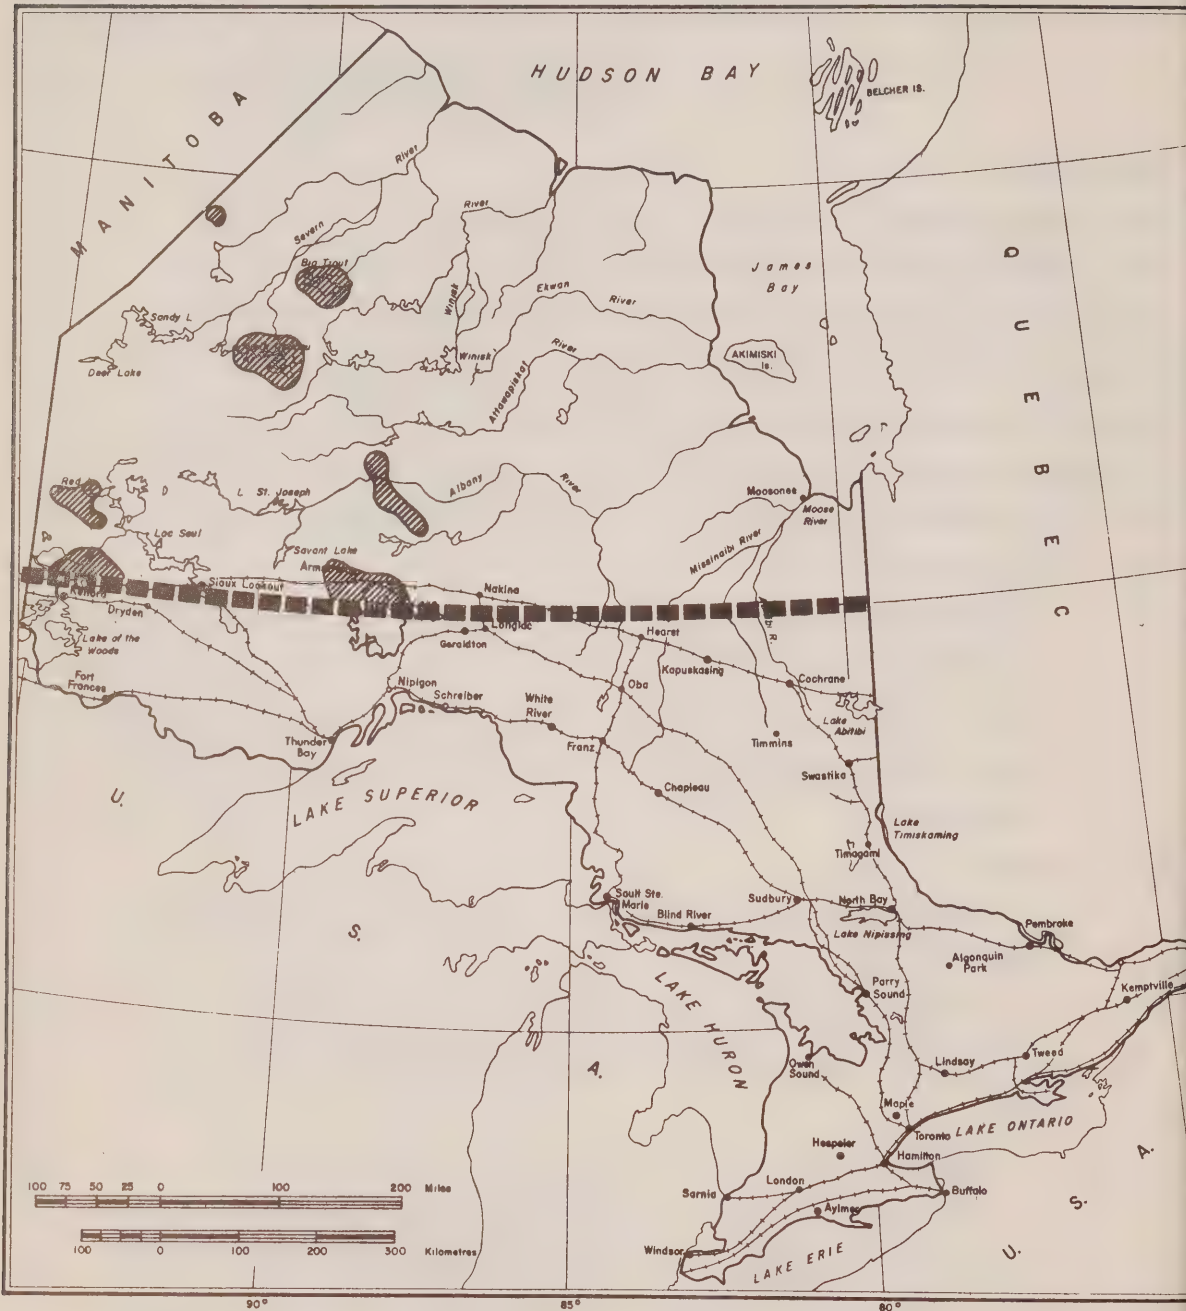 HUDSON BAY
BELCHER IS.
MANITOBA
River
River
Severn
Big Trout
James
Bay
QUEBEC
Sandy L
Winisk
Ekwan
River
Deer Lake
Winisk
River
AKIMISKI
Is.
Attawapiskat
Red
L St. Joseph
Albany
River
Moosonee
Moose
River
Lac Seul
Missinaibi River
Savant Lake
Arm
Sioux Lookout
Nakina
Kenora
Dryden
Longlac
Geraldton
Hearst
R.
Lake of the
Woods
Kapuskasing
Fort
Frances
Nipigon
Schreiber
White
River
Oba
Cochrane
Lake
Abitibi
Thunder
Bay
Franz
Timmins
Swastika
U.
LAKE SUPERIOR
Chapleau
Lake
Timiskaming
Timagami
Sault Ste.
Marie
Blind River
Sudbury
North Bay
Lake Nipissing
Pembroke
S.
Algonquin
Park
Parry
Sound
Kemptville
LAKE HURON
A.
Owen
Sound
Lindsay
Tweed
Maple
Toronto
LAKE ONTARIO
Hespeler
Hamilton
A.
100 75 50 25 0 100 200 Miles
London
Sarnia
Buffalo
Aylmer
S.
100 0 100 200 300 Kilometres
Windsor
LAKE ERIE
U.
90°
85°
80°